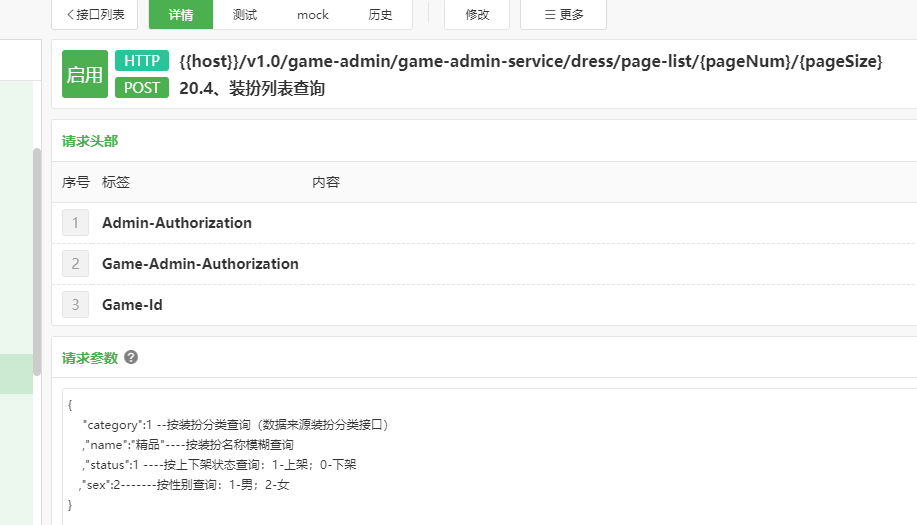 <接口列表 详情 测试 mock 历史 修改 ☰ 更多
启用 HTTP {{host}}/v1.0/game-admin/game-admin-service/dress/page-list/{pageNum}/{pageSize}
POST 20.4、装扮列表查询
请求头部
序号 标签 内容
1 Admin-Authorization
2 Game-Admin-Authorization
3 Game-Id
请求参数 ?
{
"category":1 --按装扮分类查询（数据来源装扮分类接口）
,"name":"精品"----按装扮名称模糊查询
,"status":1 ----按上下架状态查询：1-上架；0-下架
,"sex":2-------按性别查询：1-男；2-女
}